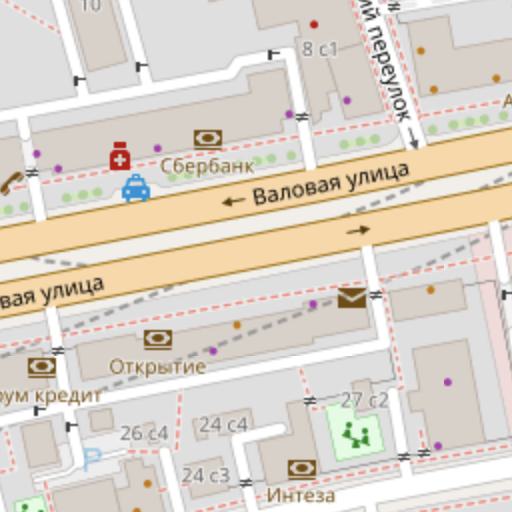 10
8 с1
ий переулок
А
Сбербанк
Валовая улица
вая улица
Открытие
рум кредит
27 с2
26 с4
24 с4
P
24 с3
Интеза